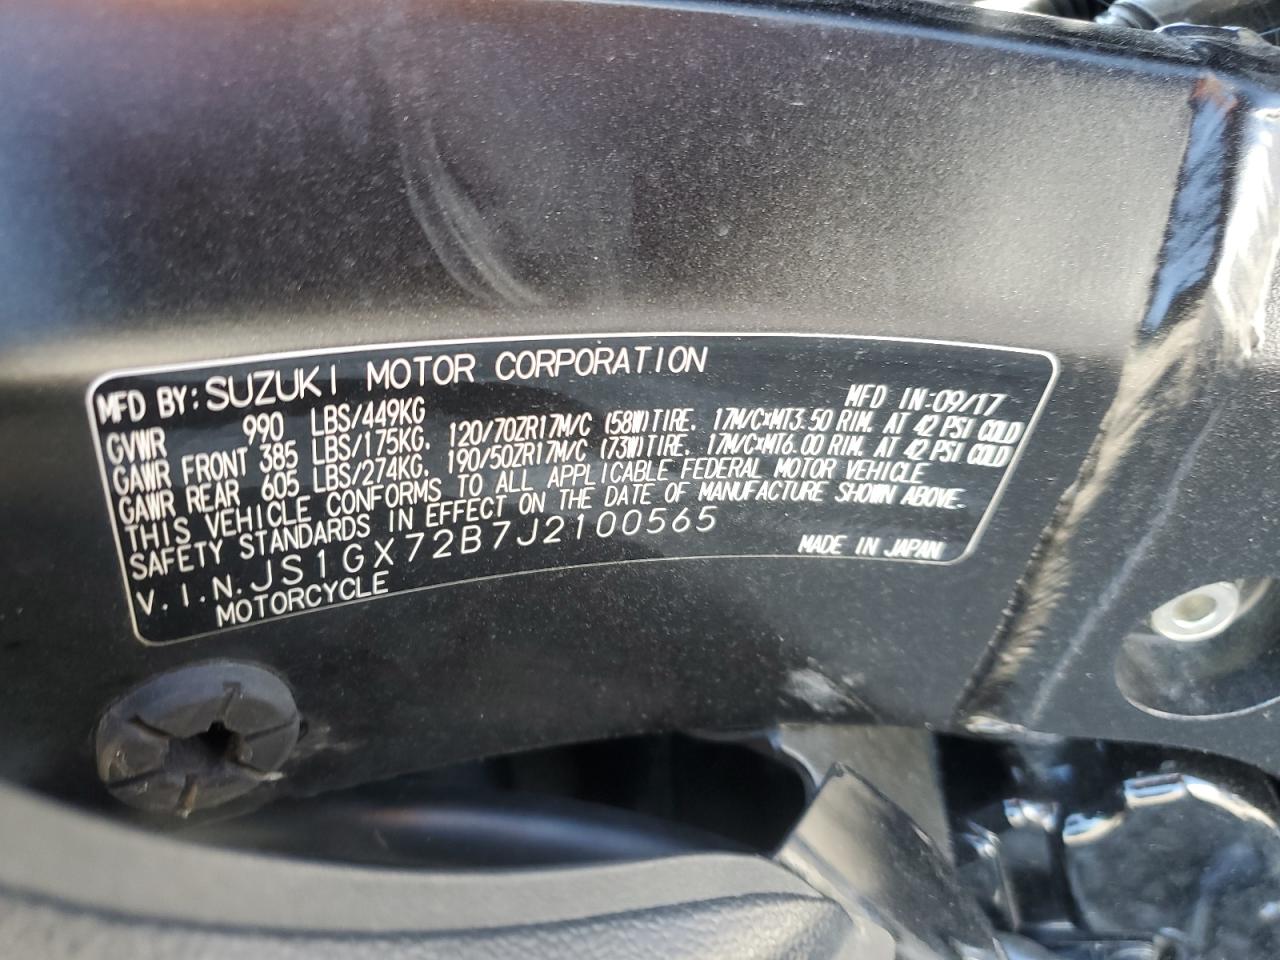 MFD BY: SUZUKI MOTOR CORPORATION
MFD IN: 09/17
GVWR 990 LBS/449KG
GAWR FRONT 385 LBS/175KG. 120/70ZR17M/C (58W) TIRE. 17M/CxMT3.50 RIM. AT 42 PSI COLD
GAWR REAR 605 LBS/274KG. 190/50ZR17M/C (73W) TIRE. 17M/CxMT6.00 RIM. AT 42 PSI COLD
THIS VEHICLE CONFORMS TO ALL APPLICABLE FEDERAL MOTOR VEHICLE
SAFETY STANDARDS IN EFFECT ON THE DATE OF MANUFACTURE SHOWN ABOVE.
V.I.N. JS1GX72B7J2100565
MADE IN JAPAN
MOTORCYCLE